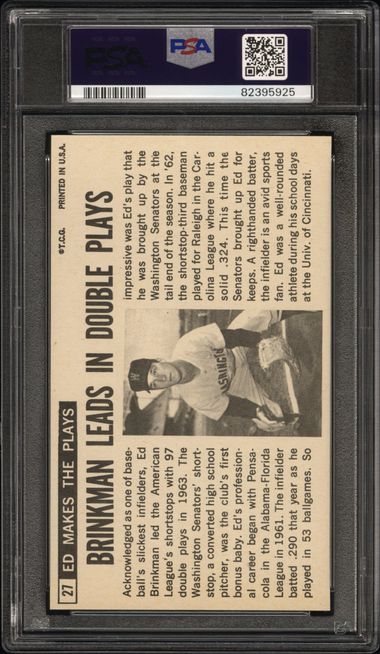 PSA
PSA
82395925
27 ED MAKES THE PLAYS
©T.C.G. PRINTED IN U.S.A.
BRINKMAN LEADS IN DOUBLE PLAYS
Acknowledged as one of base-
ball's slickest infielders, Ed
Brinkman led the American
League's shortstops with 97
double plays in 1963. The
Washington Senators' short-
stop, a converted high school
pitcher, was the club's first
bonus baby. Ed's profession-
al career began with Pensa-
cola in the Alabama-Florida
League in 1961. The infielder
batted .290 that year as he
played in 53 ballgames. So
impressive was Ed's play that
he was brought up by the
Washington Senators at the
tail end of the season. In '62,
the shortstop-third baseman
played for Raleigh in the Car-
olina League where he hit a
solid .324. This time the
Senators brought up Ed for
keeps. A righthanded batter,
the infielder is an avid sports
fan. Ed was a well-rounded
athlete during his school days
at the Univ. of Cincinnati.
W